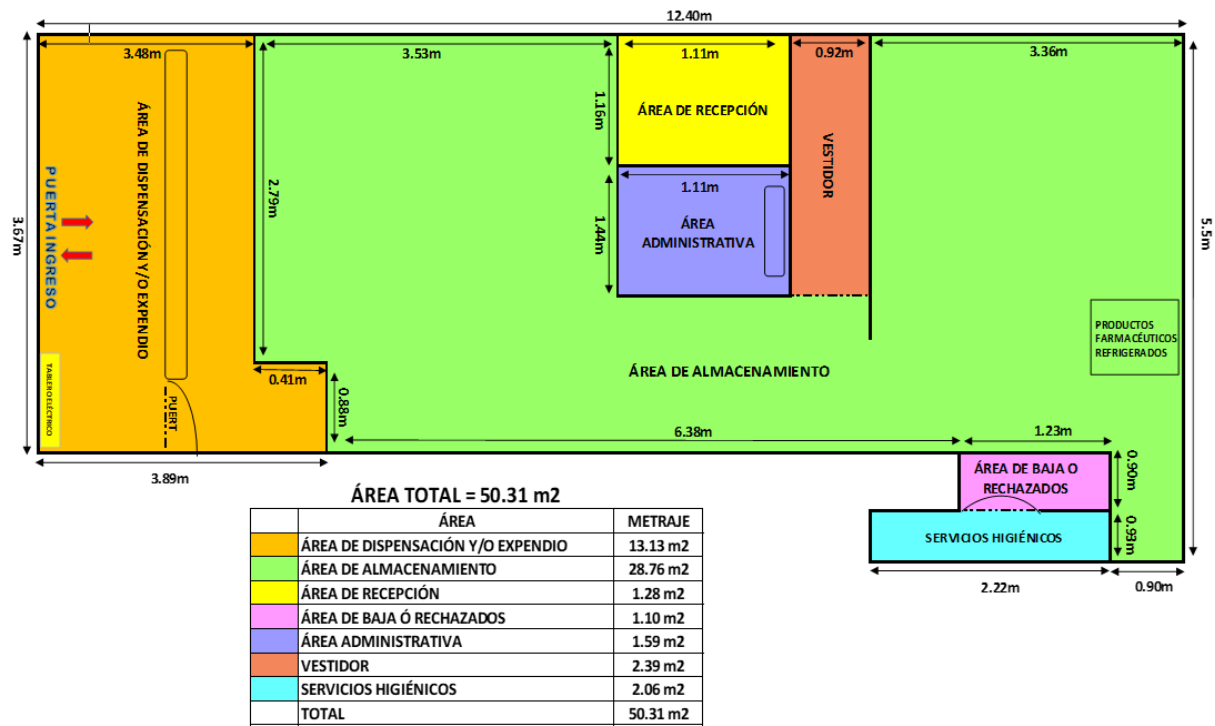 12.40m
3.48m
3.53m
1.11m
0.92m
3.36m
3.67m
PUERTA INGRESO
ÁREA DE DISPENSACIÓN Y/O EXPENDIO
TABLERO ELÉCTRICO
PUERT
2.79m
0.41m
0.88m
3.89m
1.16m
ÁREA DE RECEPCIÓN
1.11m
1.44m
ÁREA
ADMINISTRATIVA
VESTIDOR
5.5m
PRODUCTOS
FARMACÉUTICOS
REFRIGERADOS
ÁREA DE ALMACENAMIENTO
6.38m
1.23m
ÁREA DE BAJA O
RECHAZADOS
0.90m
SERVICIOS HIGIÉNICOS
0.93m
2.22m
0.90m
ÁREA TOTAL = 50.31 m2
ÁREA METRAJE
ÁREA DE DISPENSACIÓN Y/O EXPENDIO 13.13 m2
ÁREA DE ALMACENAMIENTO 28.76 m2
ÁREA DE RECEPCIÓN 1.28 m2
ÁREA DE BAJA Ó RECHAZADOS 1.10 m2
ÁREA ADMINISTRATIVA 1.59 m2
VESTIDOR 2.39 m2
SERVICIOS HIGIÉNICOS 2.06 m2
TOTAL 50.31 m2